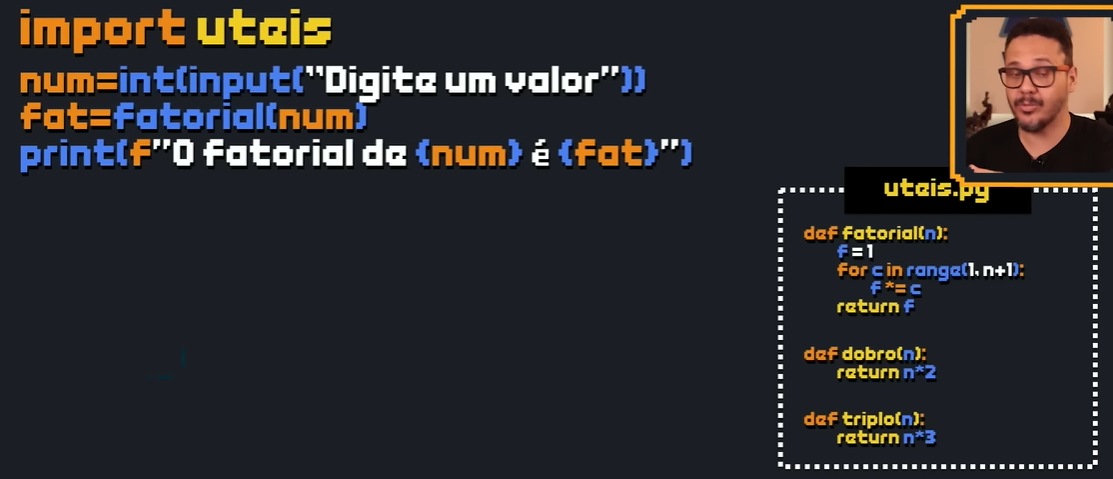 import uteis
num=int(input("Digite um valor"))
fat=fatorial(num)
print(f"O fatorial de {num} é {fat}")
uteis.py
def fatorial(n):
f = 1
for c in range(1, n+1):
f *= c
return f
def dobro(n):
return n*2
def triplo(n):
return n*3